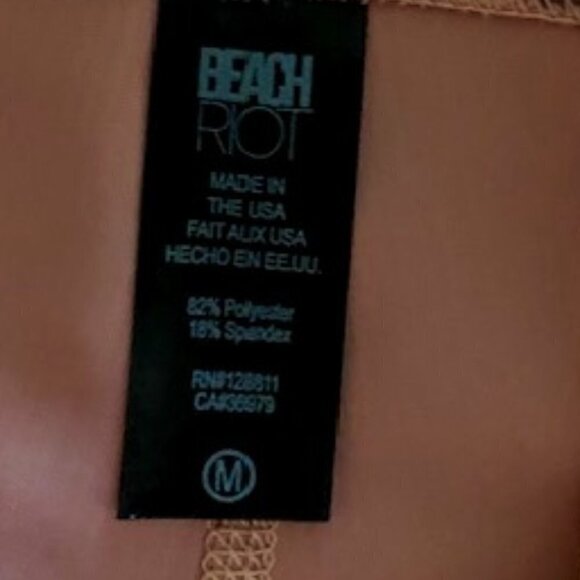 BEACH
RIOT
MADE IN
THE USA
FAIT AUX USA
HECHO EN EE.UU.
82% Polyester
18% Spandex
RN#128811
CA#36979
M